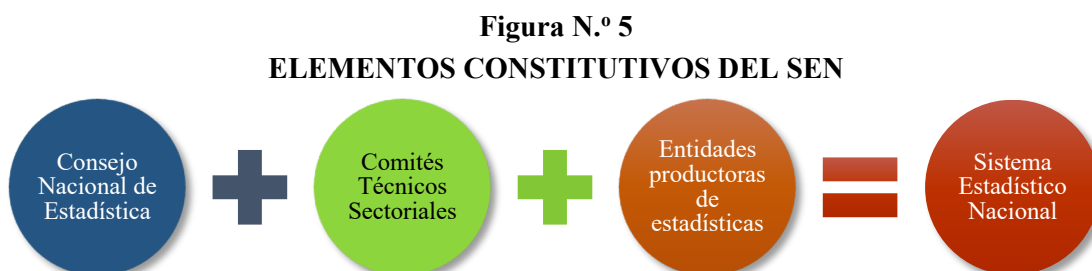 Figura N.º 5
ELEMENTOS CONSTITUTIVOS DEL SEN
Consejo
Nacional de
Estadística
Comités
Técnicos
Sectoriales
Entidades
productoras
de
estadísticas
Sistema
Estadístico
Nacional